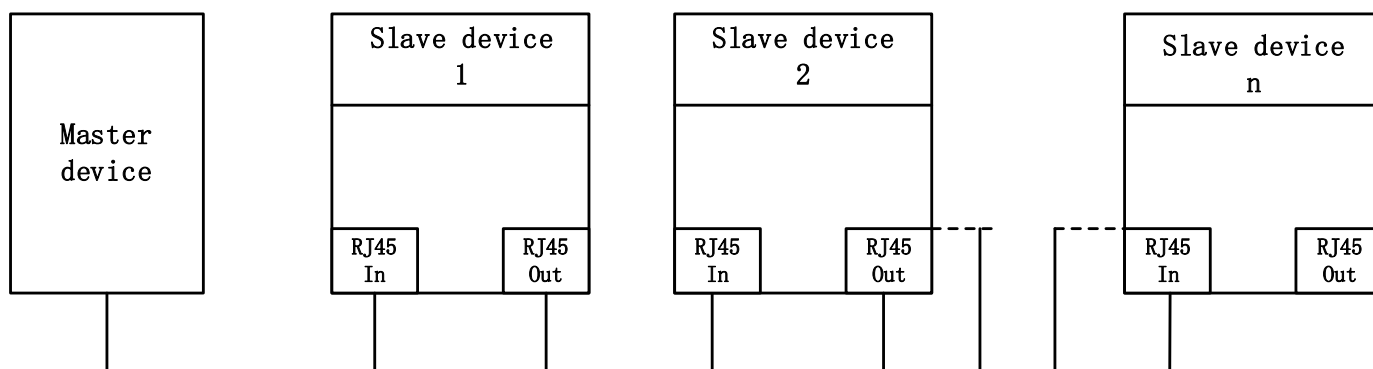 Master
device
Slave device
1
RJ45
In
RJ45
Out
Slave device
2
RJ45
In
RJ45
Out
Slave device
n
RJ45
In
RJ45
Out